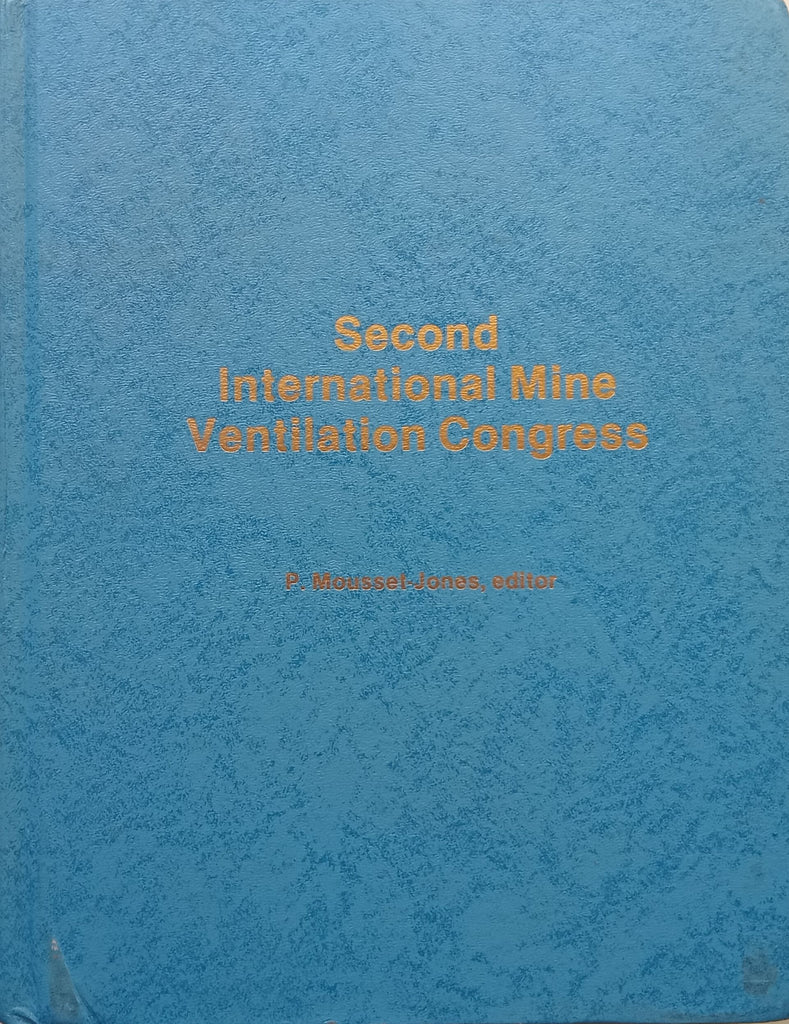 Second
International Mine
Ventilation Congress
P. Mousset-Jones, editor